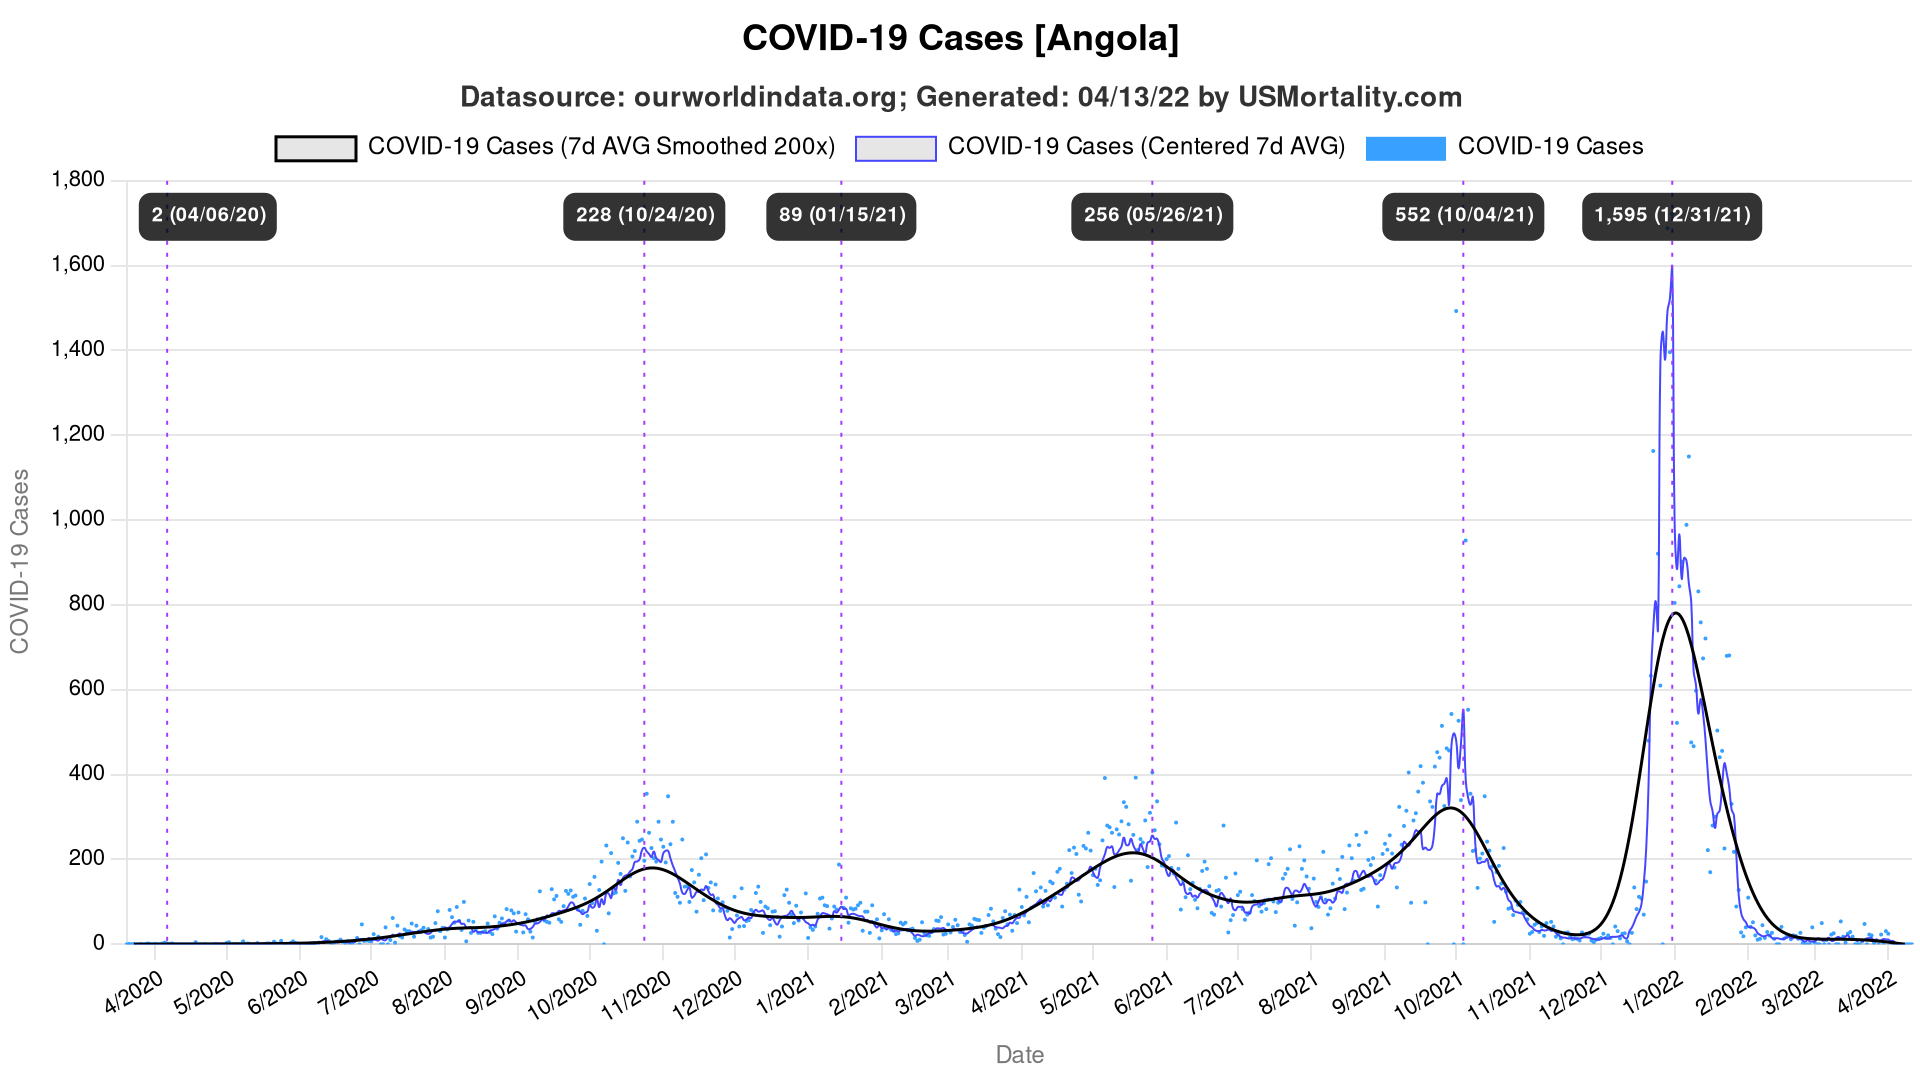 COVID-19 Cases [Angola]
Datasource: ourworldindata.org; Generated: 04/13/22 by USMortality.com
COVID-19 Cases (7d AVG Smoothed 200x) COVID-19 Cases (Centered 7d AVG) COVID-19 Cases
1,800
2 (04/06/20) 228 (10/24/20) 89 (01/15/21) 256 (05/26/21) 552 (10/04/21) 1,595 (12/31/21)
1,600
1,400
1,200
1,000
800
600
400
200
0
COVID-19 Cases
4/2020 5/2020 6/2020 7/2020 8/2020 9/2020 10/2020 11/2020 12/2020 1/2021 2/2021 3/2021 4/2021 5/2021 6/2021 7/2021 8/2021 9/2021 10/2021 11/2021 12/2021 1/2022 2/2022 3/2022 4/2022
Date